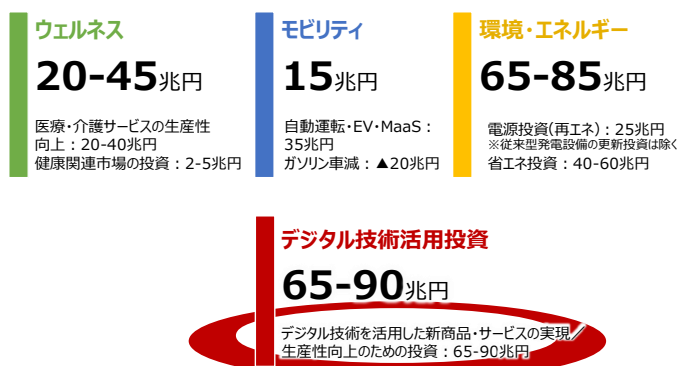 ウェルネス
20-45兆円
医療・介護サービスの生産性
向上：20-40兆円
健康関連市場の投資：2-5兆円
モビリティ
15兆円
自動運転・EV・MaaS：
35兆円
ガソリン車減：▲20兆円
環境・エネルギー
65-85兆円
電源投資(再エネ)：25兆円
※従来型発電設備の更新投資は除く
省エネ投資：40-60兆円
デジタル技術活用投資
65-90兆円
デジタル技術を活用した新商品・サービスの実現／
生産性向上のための投資：65-90兆円